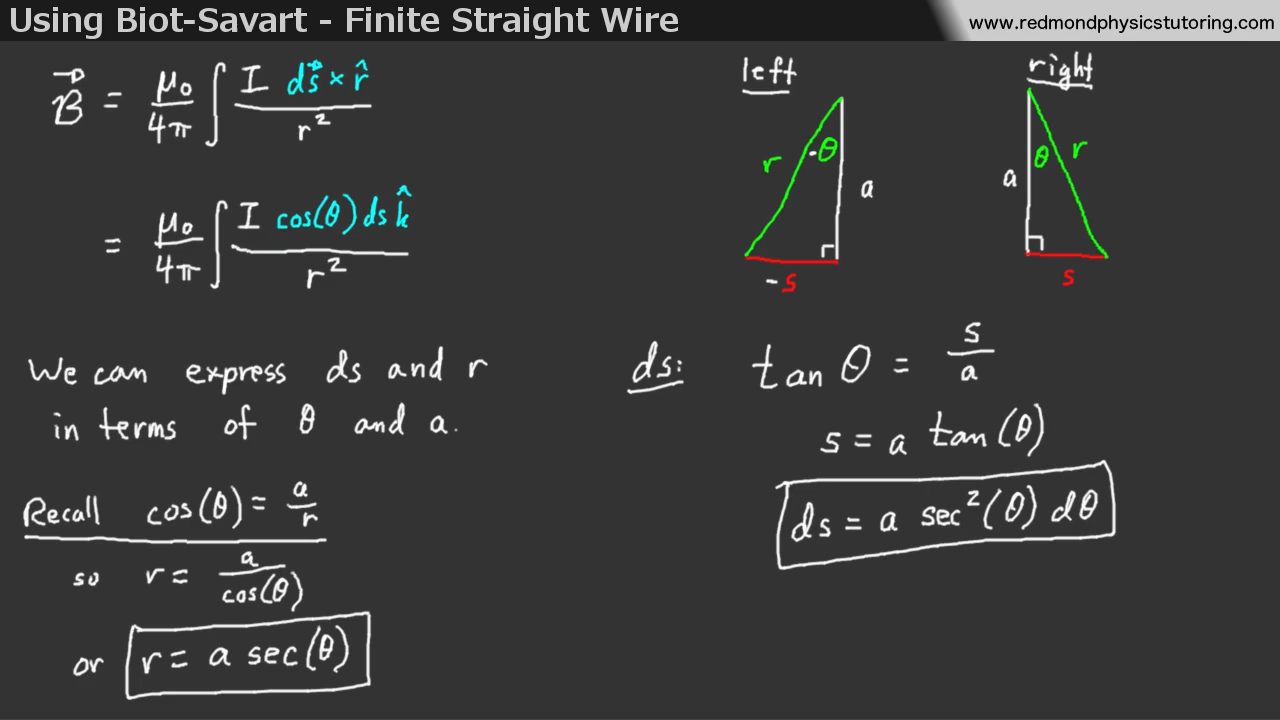 Using Biot-Savart - Finite Straight Wire
www.redmondphysicstutoring.com
B⃗ = μ₀/4π ∫ I ds⃗ × r̂ / r²
= μ₀/4π ∫ I cos(θ) ds k̂ / r²
We can express ds and r
in terms of θ and a.
Recall cos(θ) = a/r
so r = a/cos(θ)
or r = a sec(θ)
left
r -θ a
-s
right
a θ r
s
ds: tan θ = s/a
s = a tan(θ)
ds = a sec²(θ) dθ